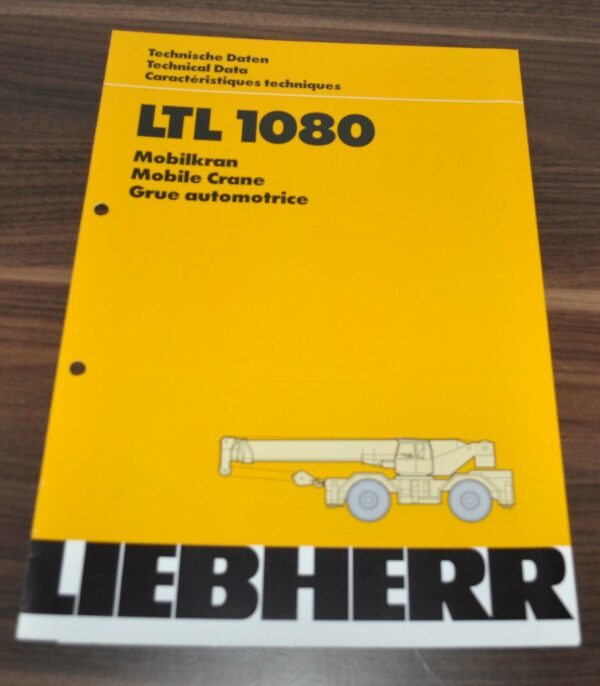 Technische Daten
Technical Data
Caractéristiques techniques
LTL 1080
Mobilkran
Mobile Crane
Grue automotrice
LIEBHERR